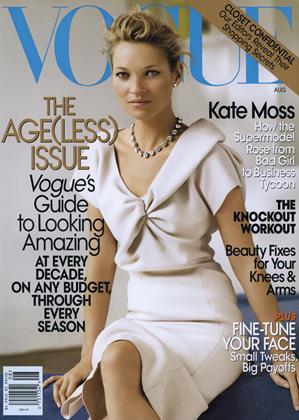 VOGUE
CLOSET CONFIDENTIAL
Our Editors Reveal Their
Shopping Secrets
AUG
THE
AGE(LESS)
ISSUE
Vogue's
Guide
to Looking
Amazing
AT EVERY
DECADE,
ON ANY BUDGET,
THROUGH
EVERY
SEASON
Kate Moss
How the
Supermodel
Rose from
Bad Girl
to Business
Tycoon
THE
KNOCKOUT
WORKOUT
Beauty Fixes
for Your
Knees &
Arms
PLUS
FINE-TUNE
YOUR FACE
Small Tweaks,
Big Payoffs